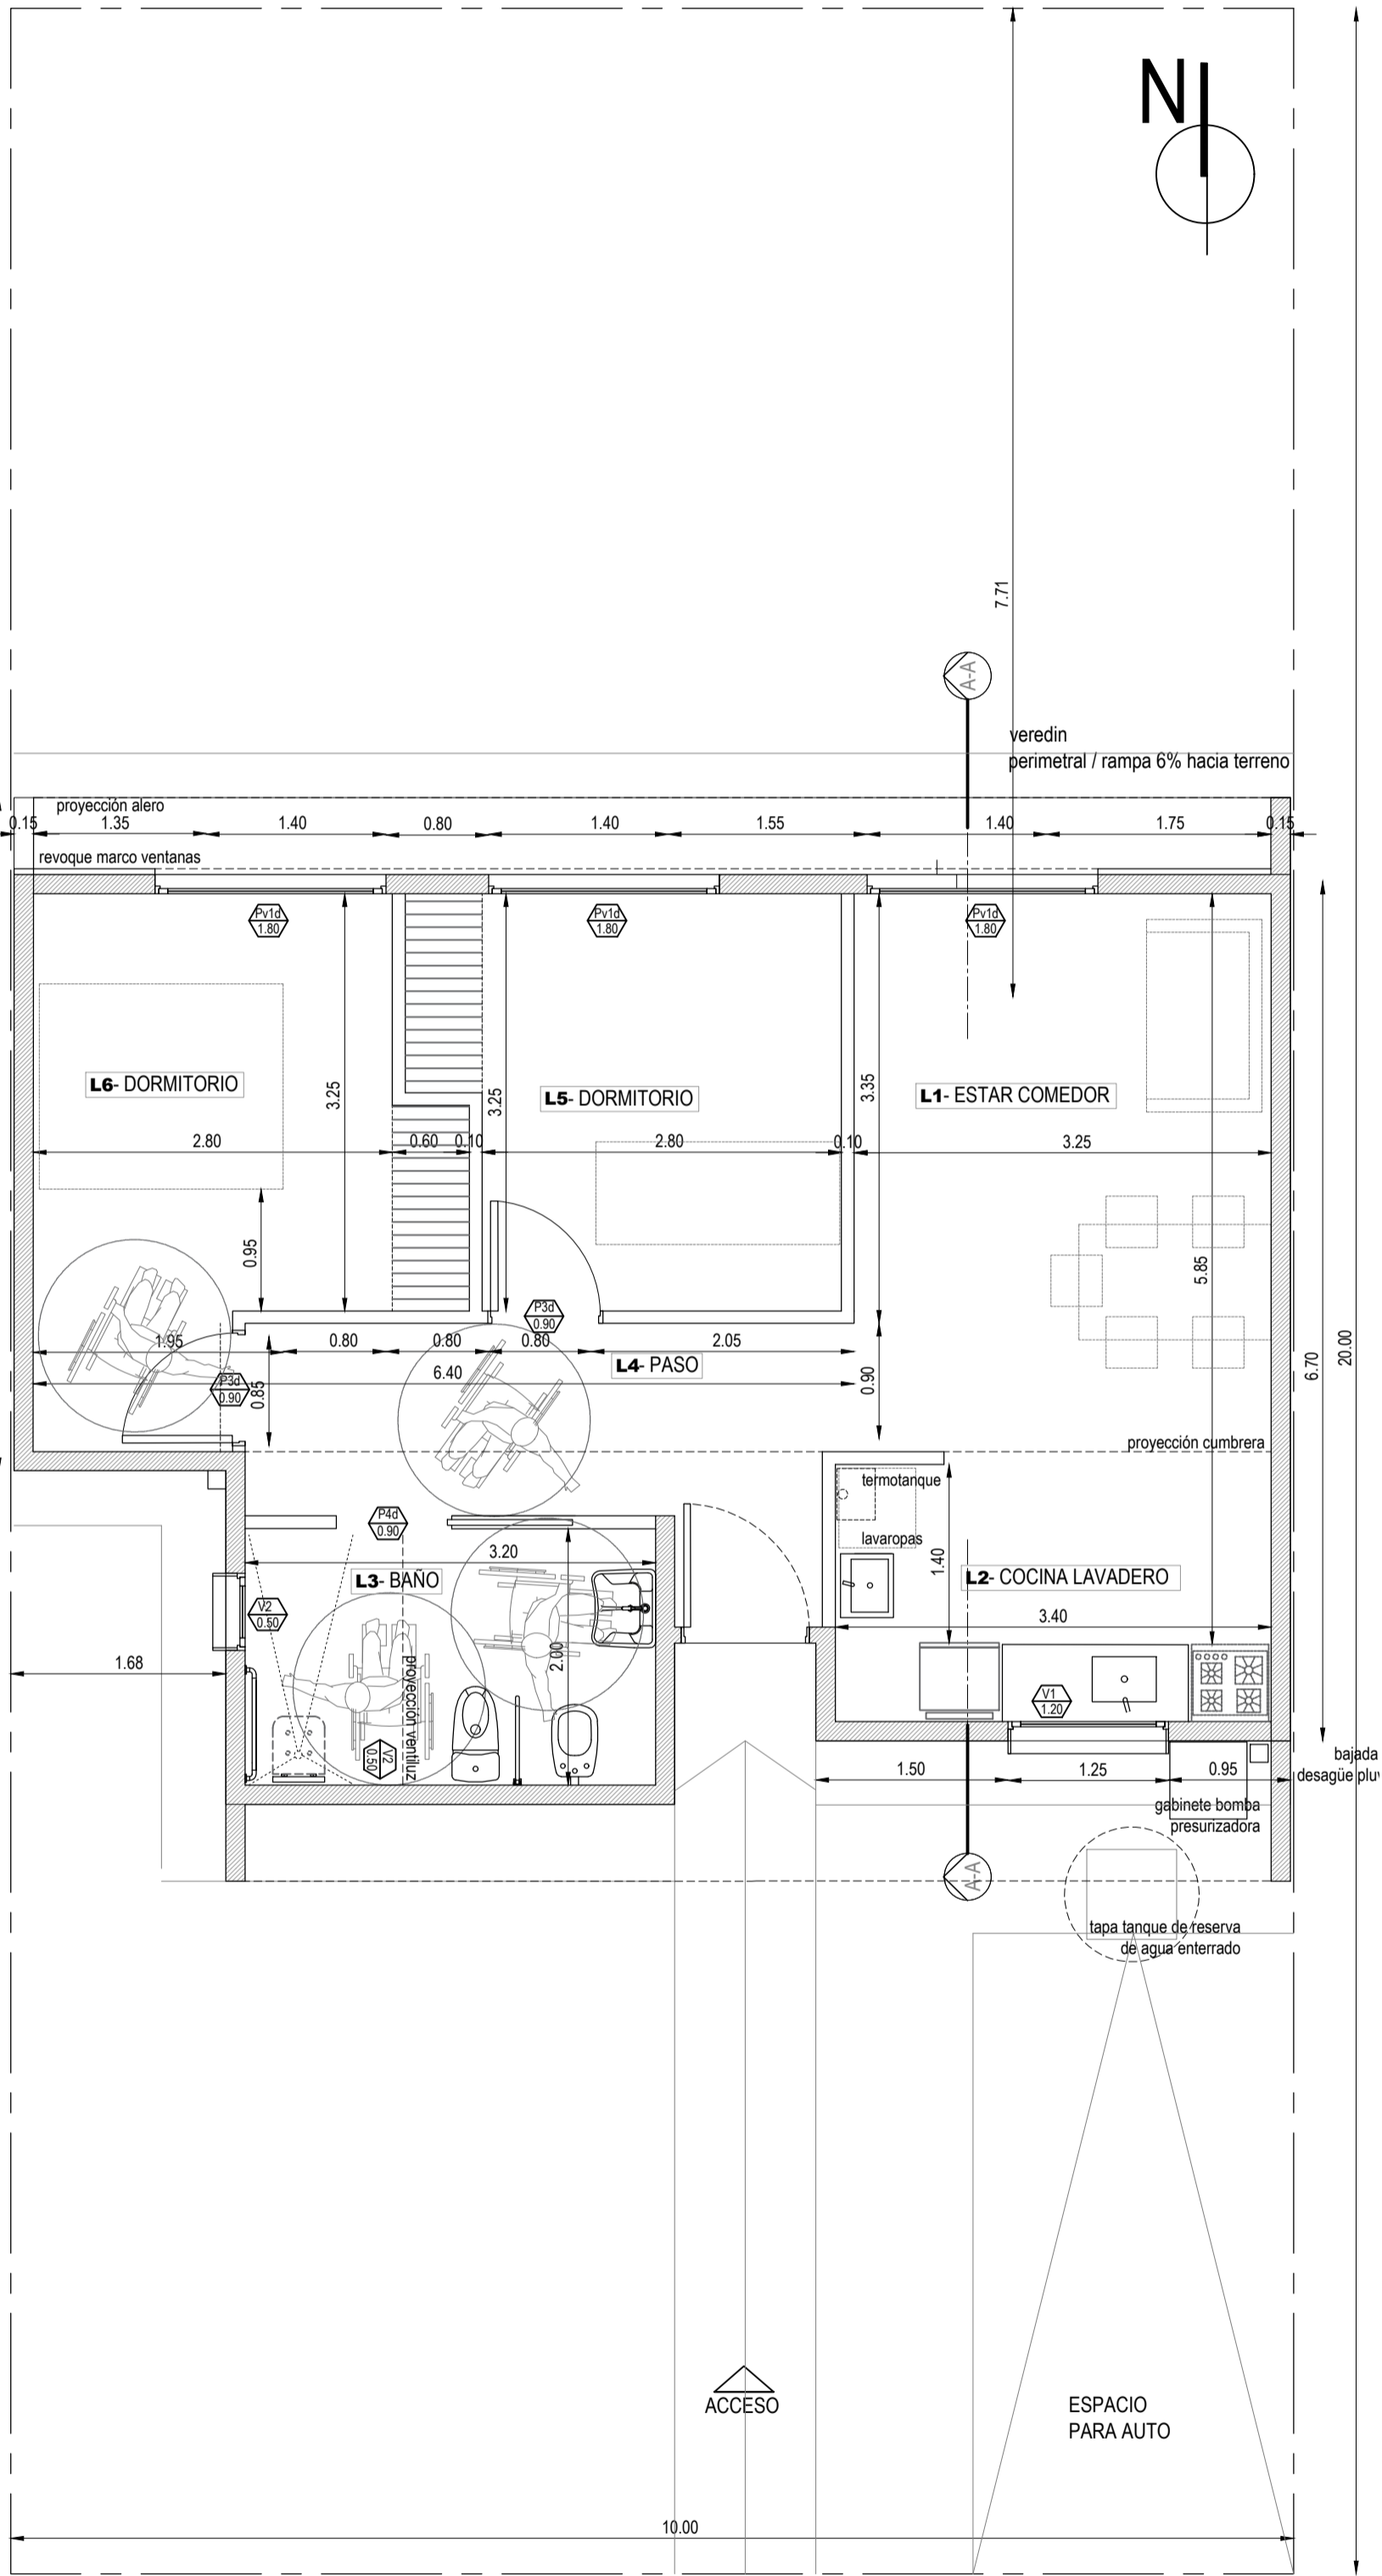 N
7.71
A-A
veredin
perimetral / rampa 6% hacia terreno
proyección alero
0.15
1.35
1.40
0.80
1.40
1.55
1.40
1.75
0.15
revoque marco ventanas
Pv1d
1.80
Pv1d
1.80
Pv1d
1.80
L6- DORMITORIO
3.25
3.25
L5- DORMITORIO
3.35
L1- ESTAR COMEDOR
2.80
0.60
0.10
2.80
0.10
3.25
0.95
5.85
P3d
0.90
1.95
0.80
0.80
0.80
2.05
L4- PASO
6.40
P3d
0.90
0.85
0.90
6.70
20.00
proyección cumbrera
termotanque
lavaropas
P4d
0.90
3.20
L3- BAÑO
1.40
L2- COCINA LAVADERO
V2
0.50
3.40
2.00
1.68
proyección ventiluz
V2
0.50
V1
1.20
1.50
1.25
0.95
bajada
desagüe pluv
gabinete bomba
presurizadora
A-A
tapa tanque de reserva
de agua enterrado
ACCESO
ESPACIO
PARA AUTO
10.00